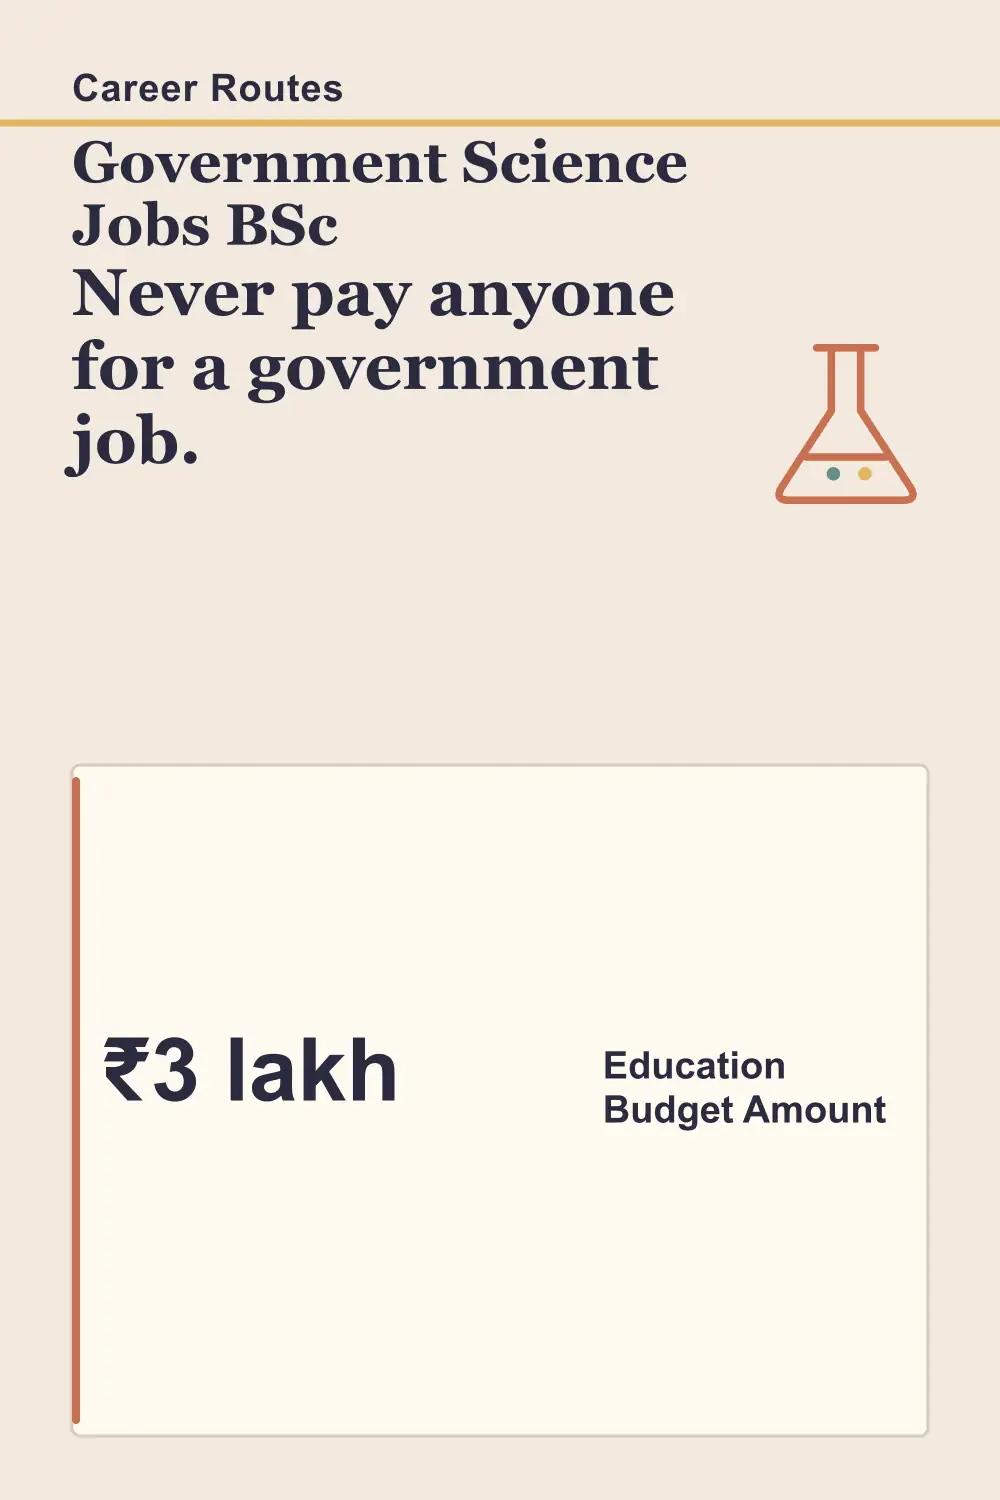 Career Routes
Government Science
Jobs BSc
Never pay anyone
for a government
job.
₹3 lakh
Education
Budget Amount